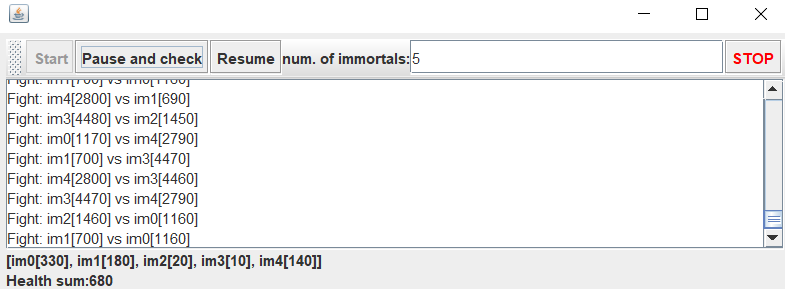 Start Pause and check Resume num. of immortals: 5 STOP
Fight: im1[700] vs im0[1160]
Fight: im4[2800] vs im1[690]
Fight: im3[4480] vs im2[1450]
Fight: im0[1170] vs im4[2790]
Fight: im1[700] vs im3[4470]
Fight: im4[2800] vs im3[4460]
Fight: im3[4470] vs im4[2790]
Fight: im2[1460] vs im0[1160]
Fight: im1[700] vs im0[1160]
[im0[330], im1[180], im2[20], im3[10], im4[140]]
Health sum:680